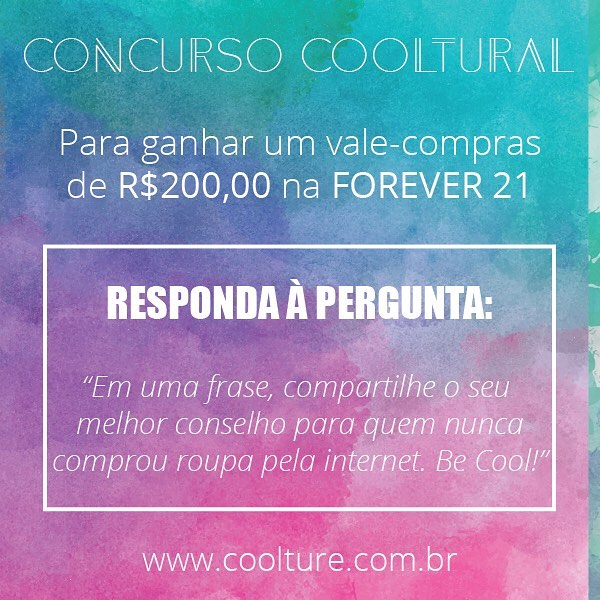 CONCURSO COOLTURAL
Para ganhar um vale-compras
de R$200,00 na FOREVER 21
RESPONDA À PERGUNTA:
“Em uma frase, compartilhe o seu
melhor conselho para quem nunca
comprou roupa pela internet. Be Cool!”
www.coolture.com.br